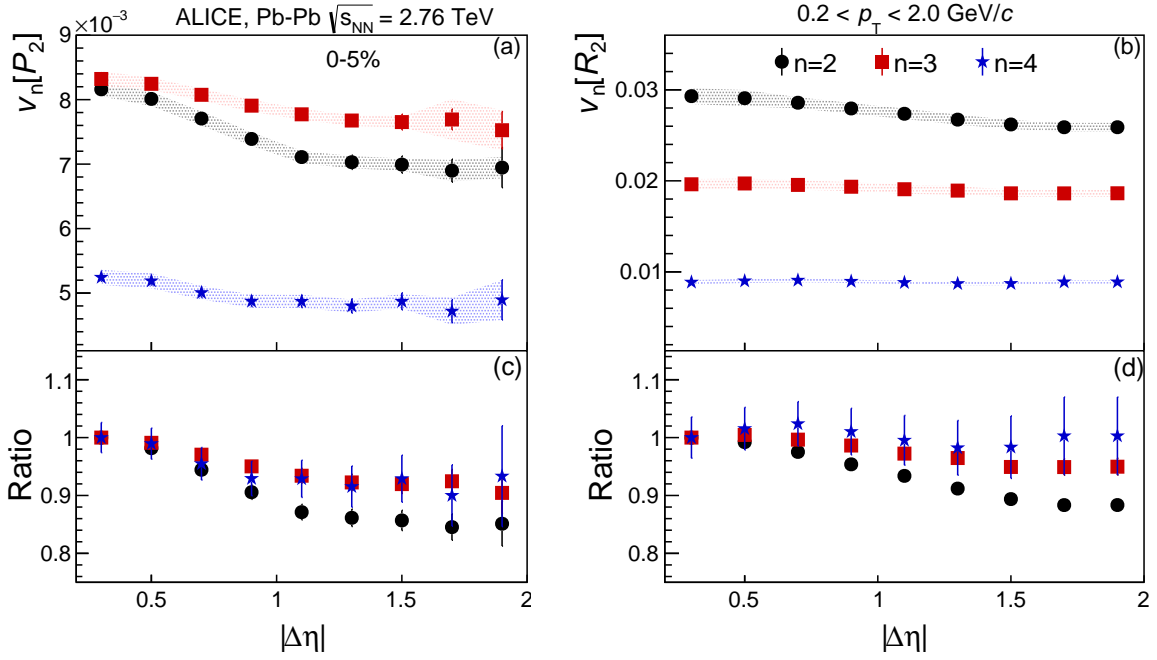 ALICE, Pb-Pb √s_NN = 2.76 TeV
0.2 < p_T < 2.0 GeV/c
×10⁻³
0-5%
(a)
v_n[P_2]
9
8
7
6
5
(b)
n=2 n=3 n=4
v_n[R_2]
0.03
0.02
0.01
(c)
Ratio
1.1
1
0.9
0.8
0.5 1 1.5 2
|Δη|
(d)
Ratio
1.1
1
0.9
0.8
0.5 1 1.5 2
|Δη|